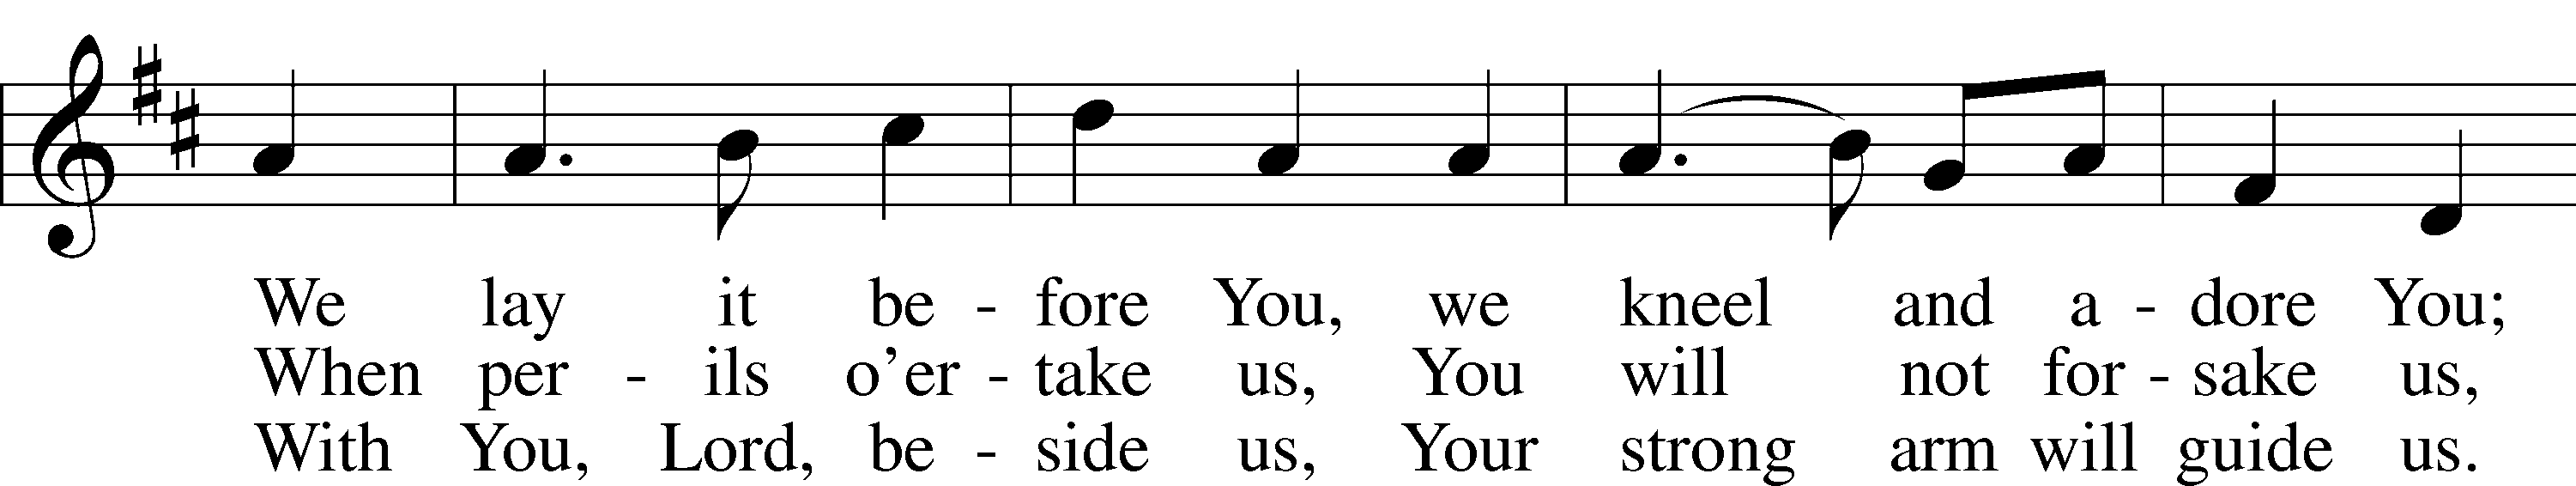 We lay it be - fore You, we kneel and a - dore You;
When per - ils o'er - take us, You will not for - sake us,
With You, Lord, be - side us, Your strong arm will guide us.